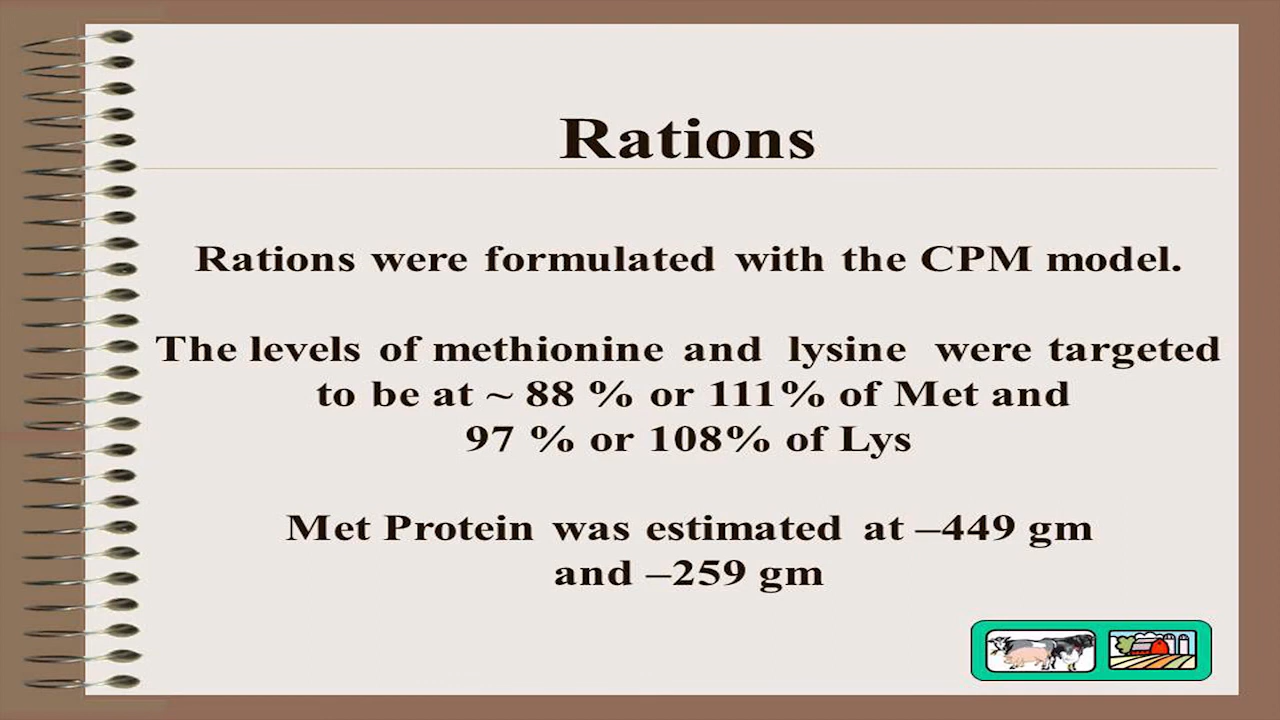 Rations
Rations were formulated with the CPM model.
The levels of methionine and lysine were targeted
to be at ~ 88 % or 111% of Met and
97 % or 108% of Lys
Met Protein was estimated at –449 gm
and –259 gm